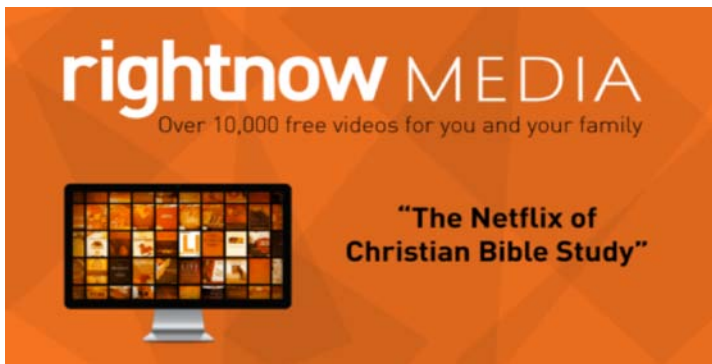 rightnow MEDIA
Over 10,000 free videos for you and your family
“The Netflix of
Christian Bible Study”